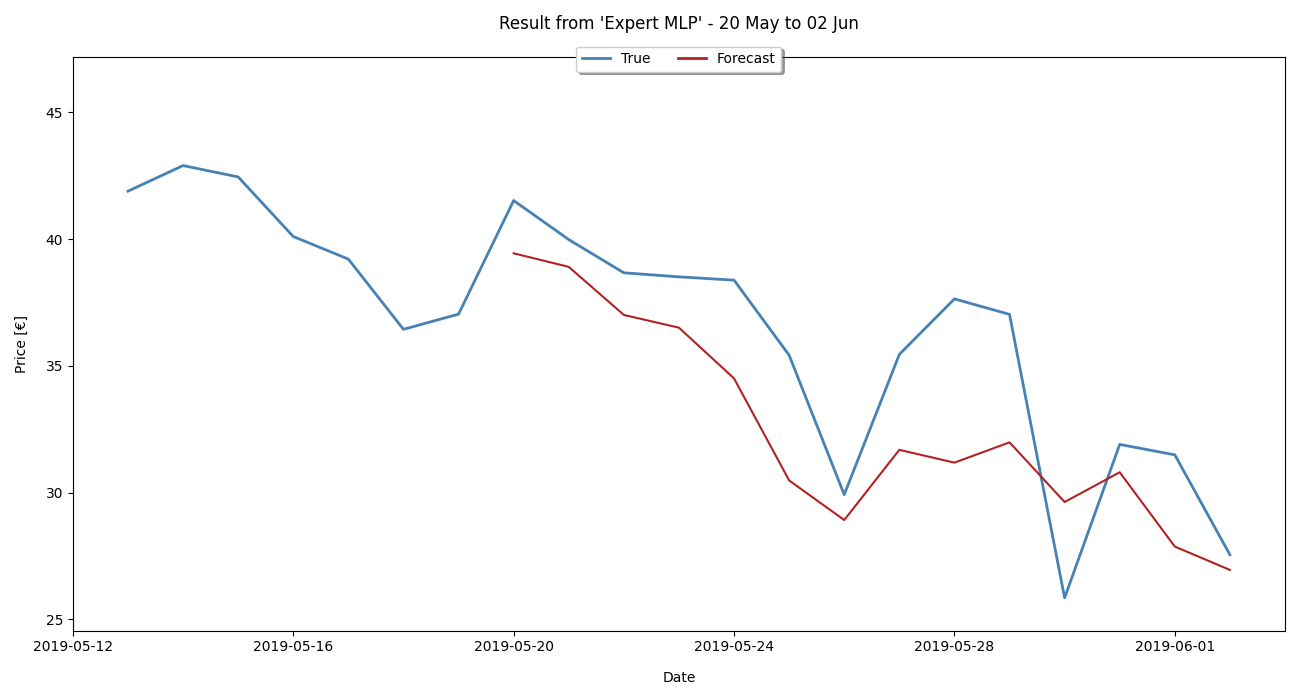 Result from 'Expert MLP' - 20 May to 02 Jun
True Forecast
45
40
35
30
25
Price [€]
2019-05-12 2019-05-16 2019-05-20 2019-05-24 2019-05-28 2019-06-01
Date